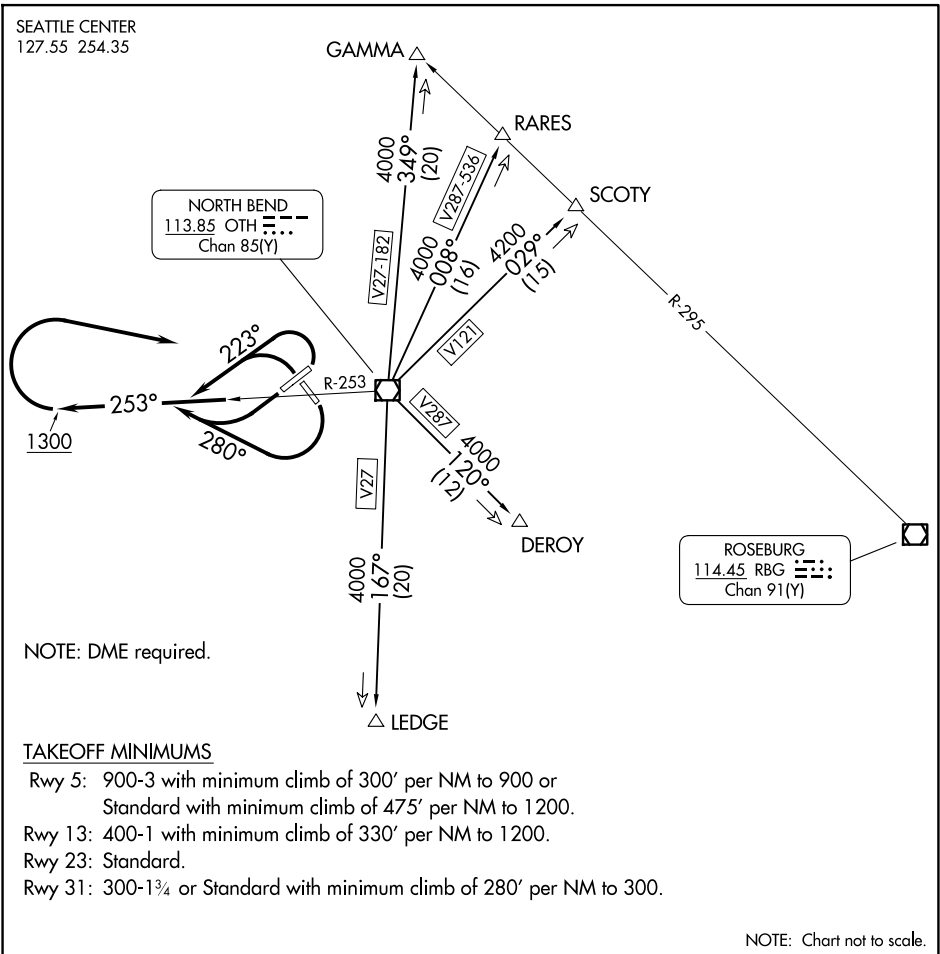 SEATTLE CENTER
127.55 254.35
GAMMA
RARES
SCOTY
4000
349°
(20)
V27-182
4000
008°
(16)
V287-536
4200
029°
(15)
V121
R-295
NORTH BEND
113.85 OTH
Chan 85(Y)
223°
R-253
253°
1300
280°
V287
4000
120°
(12)
DEROY
V27
4000
167°
(20)
LEDGE
ROSEBURG
114.45 RBG
Chan 91(Y)
NOTE: DME required.
TAKEOFF MINIMUMS
Rwy 5: 900-3 with minimum climb of 300' per NM to 900 or
Standard with minimum climb of 475' per NM to 1200.
Rwy 13: 400-1 with minimum climb of 330' per NM to 1200.
Rwy 23: Standard.
Rwy 31: 300-1¾ or Standard with minimum climb of 280' per NM to 300.
NOTE: Chart not to scale.